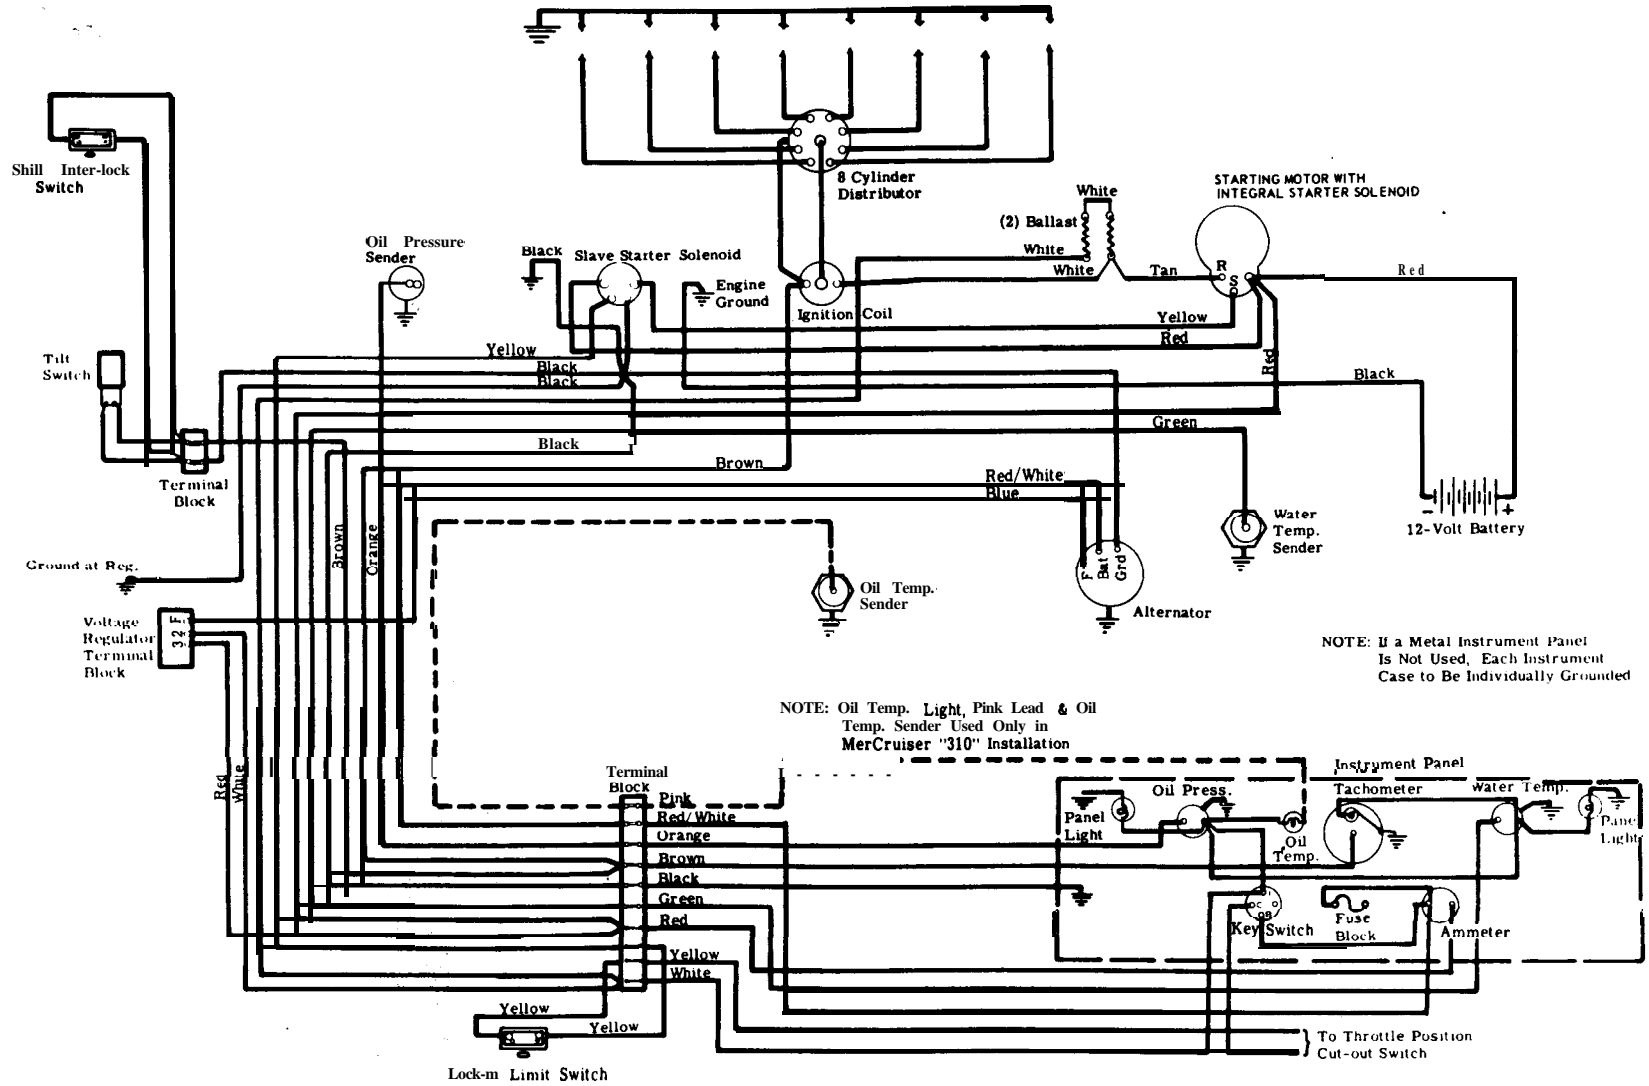 8 Cylinder
Distributor
STARTING MOTOR WITH
INTEGRAL STARTER SOLENOID
R
S
White
(2) Ballast
White
White
Tan
Red
Shill Inter-lock
Switch
Oil Pressure
Sender
Black
Slave Starter Solenoid
Engine
Ground
Ignition Coil
Yellow
Red
Red
Tilt
Switch
Yellow
Black
Black
Black
Black
Green
Brown
Red/White
Blue
Terminal
Block
Brown
Orange
Water
Temp.
Sender
- +
12-Volt Battery
Ground at Reg.
F
Bat
Grd
Alternator
Oil Temp.
Sender
Voltage
Regulator
Terminal
Block
F
2
3
NOTE: If a Metal Instrument Panel
Is Not Used, Each Instrument
Case to Be Individually Grounded
NOTE: Oil Temp. Light, Pink Lead & Oil
Temp. Sender Used Only in
MerCruiser "310" Installation
Red
White
Terminal
Block
Pink
Red/White
Orange
Brown
Black
Green
Red
Yellow
White
Instrument Panel
Panel
Light
Oil Press.
Oil
Temp.
Tachometer
Water Temp.
Pane
Light
Key Switch
B
Fuse
Block
Ammeter
Yellow
Yellow
Lock-m Limit Switch
To Throttle Position
Cut-out Switch